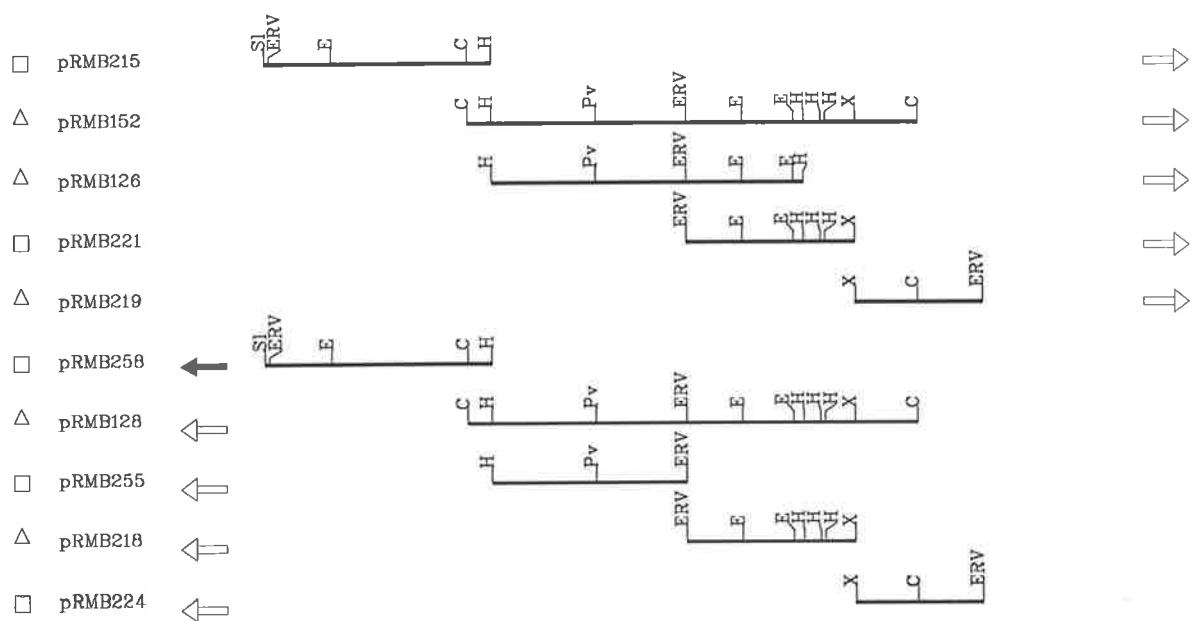 Sl ERV E C H
pRMB215
C H Pv ERV E E H H H X C
pRMB152
H Pv ERV E E H
pRMB126
ERV E E H H H X
pRMB221
X C ERV
pRMB219
Sl ERV E C H
pRMB258
C H Pv ERV E E H H H X C
pRMB128
H Pv ERV
pRMB255
ERV E E H H H X
pRMB218
X C ERV
pRMB224